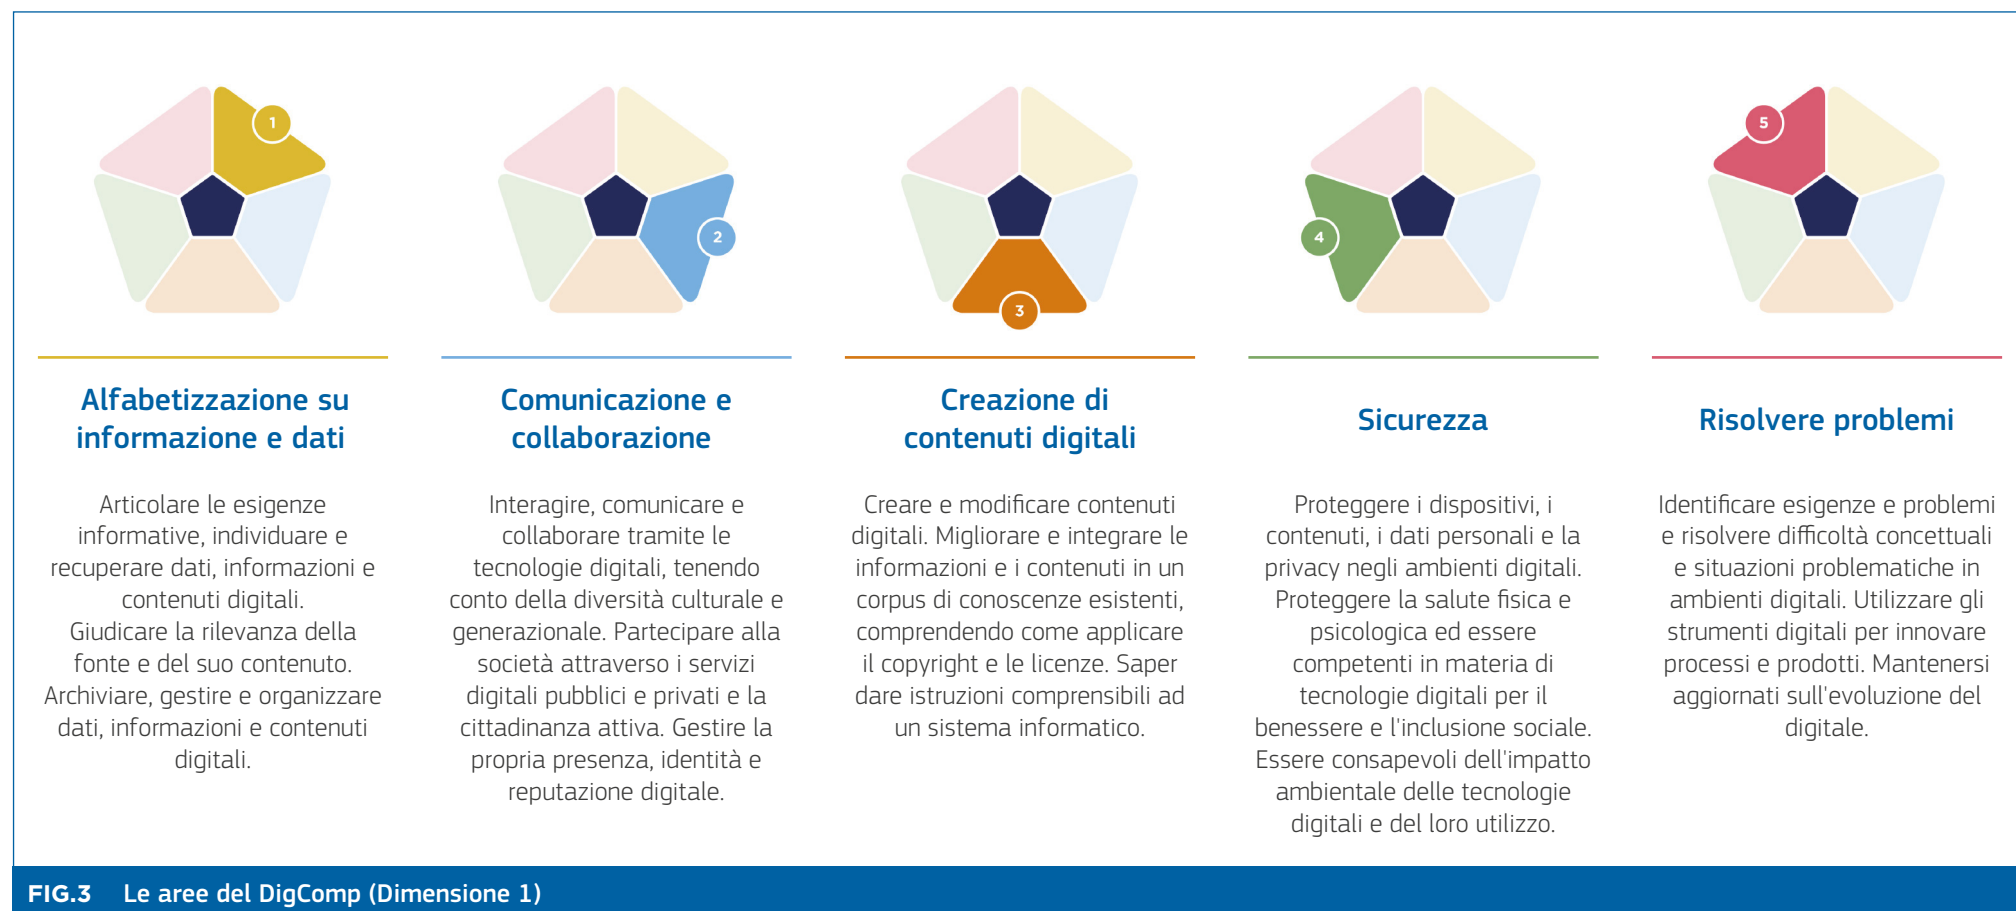 1
Alfabetizzazione su
informazione e dati
Articolare le esigenze
informative, individuare e
recuperare dati, informazioni e
contenuti digitali.
Giudicare la rilevanza della
fonte e del suo contenuto.
Archiviare, gestire e organizzare
dati, informazioni e contenuti
digitali.
2
Comunicazione e
collaborazione
Interagire, comunicare e
collaborare tramite le
tecnologie digitali, tenendo
conto della diversità culturale e
generazionale. Partecipare alla
società attraverso i servizi
digitali pubblici e privati e la
cittadinanza attiva. Gestire la
propria presenza, identità e
reputazione digitale.
3
Creazione di
contenuti digitali
Creare e modificare contenuti
digitali. Migliorare e integrare le
informazioni e i contenuti in un
corpus di conoscenze esistenti,
comprendendo come applicare
il copyright e le licenze. Saper
dare istruzioni comprensibili ad
un sistema informatico.
4
Sicurezza
Proteggere i dispositivi, i
contenuti, i dati personali e la
privacy negli ambienti digitali.
Proteggere la salute fisica e
psicologica ed essere
competenti in materia di
tecnologie digitali per il
benessere e l'inclusione sociale.
Essere consapevoli dell'impatto
ambientale delle tecnologie
digitali e del loro utilizzo.
5
Risolvere problemi
Identificare esigenze e problemi
e risolvere difficoltà concettuali
e situazioni problematiche in
ambienti digitali. Utilizzare gli
strumenti digitali per innovare
processi e prodotti. Mantenersi
aggiornati sull'evoluzione del
digitale.
FIG.3 Le aree del DigComp (Dimensione 1)